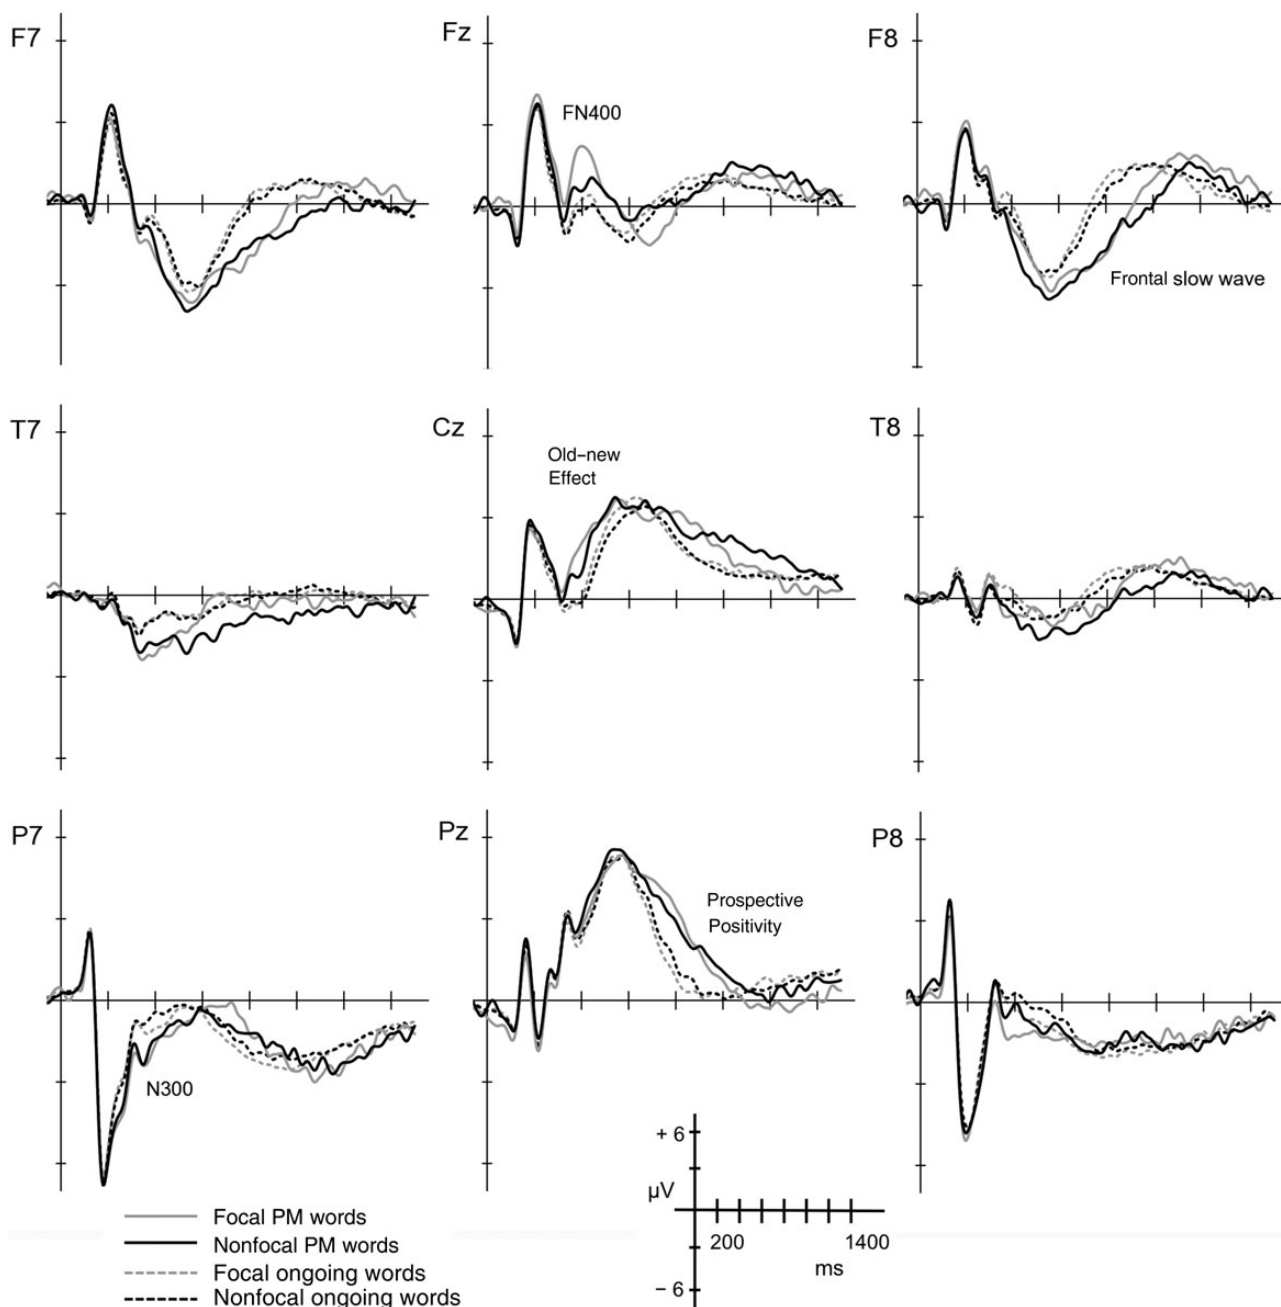 F7
Fz
F8
FN400
Frontal slow wave
T7
Cz
T8
Old–new
Effect
P7
Pz
P8
Prospective
Positivity
N300
+ 6
µV
200
1400
ms
– 6
Focal PM words
Nonfocal PM words
Focal ongoing words
Nonfocal ongoing words